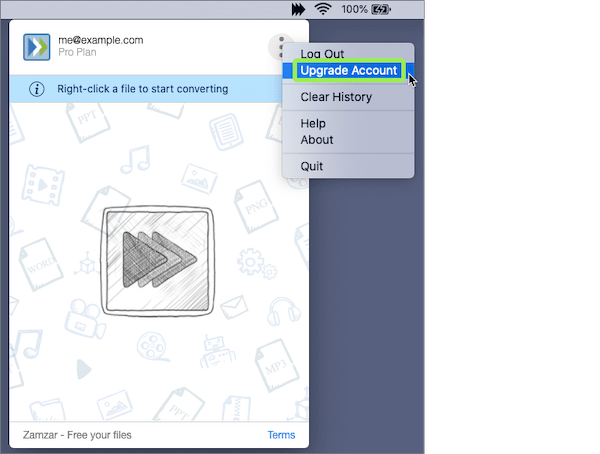 100%
me@example.com
Pro Plan
Log Out
Upgrade Account
Right-click a file to start converting
Clear History
Help
About
Quit
PPT
PNG
WORD
MP3
PPT
Zamzar - Free your files
Terms